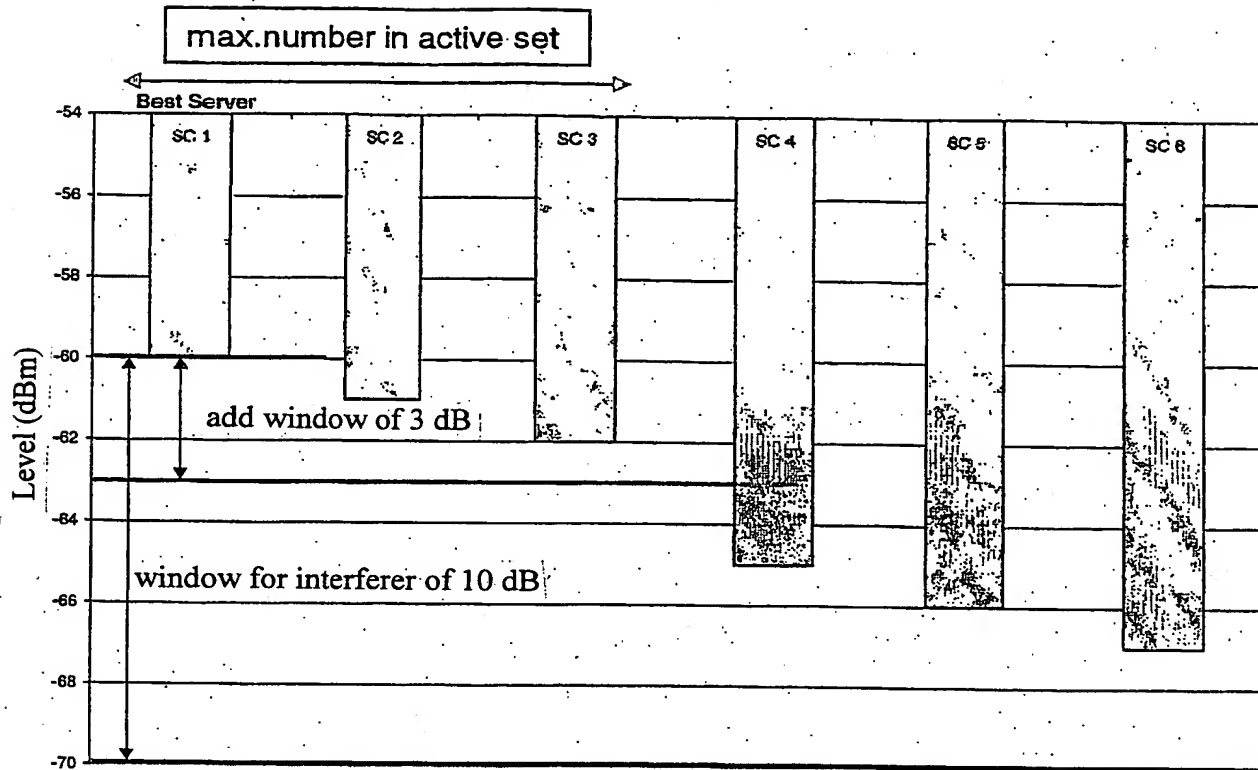 max.number in active set
Best Server
SC 1
SC 2
SC 3
SC 4
SC 5
SC 6
-54
-56
-58
-60
-62
-64
-66
-68
-70
Level (dBm)
add window of 3 dB
window for interferer of 10 dB